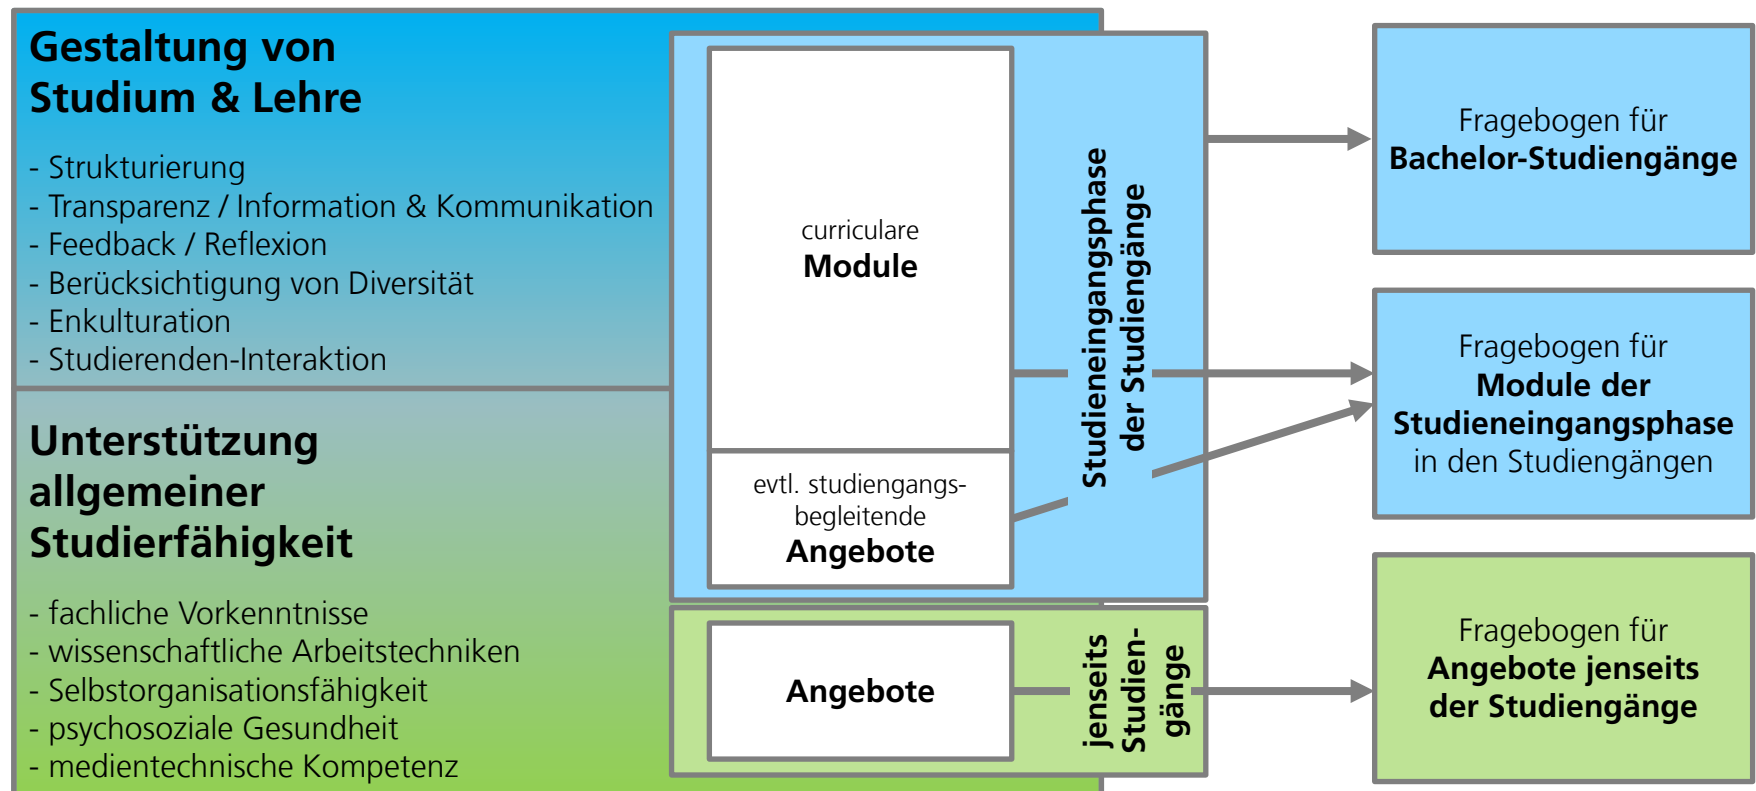 Gestaltung von
Studium & Lehre
- Strukturierung
- Transparenz / Information & Kommunikation
- Feedback / Reflexion
- Berücksichtigung von Diversität
- Enkulturation
- Studierenden-Interaktion
Unterstützung
allgemeiner
Studierfähigkeit
- fachliche Vorkenntnisse
- wissenschaftliche Arbeitstechniken
- Selbstorganisationsfähigkeit
- psychosoziale Gesundheit
- medientechnische Kompetenz
curriculare
Module
evtl. studiengangs-
begleitende
Angebote
Studieneingangsphase
der Studiengänge
Angebote
jenseits
Studien-
gänge
Fragebogen für
Bachelor-Studiengänge
Fragebogen für
Module der
Studieneingangsphase
in den Studiengängen
Fragebogen für
Angebote jenseits
der Studiengänge